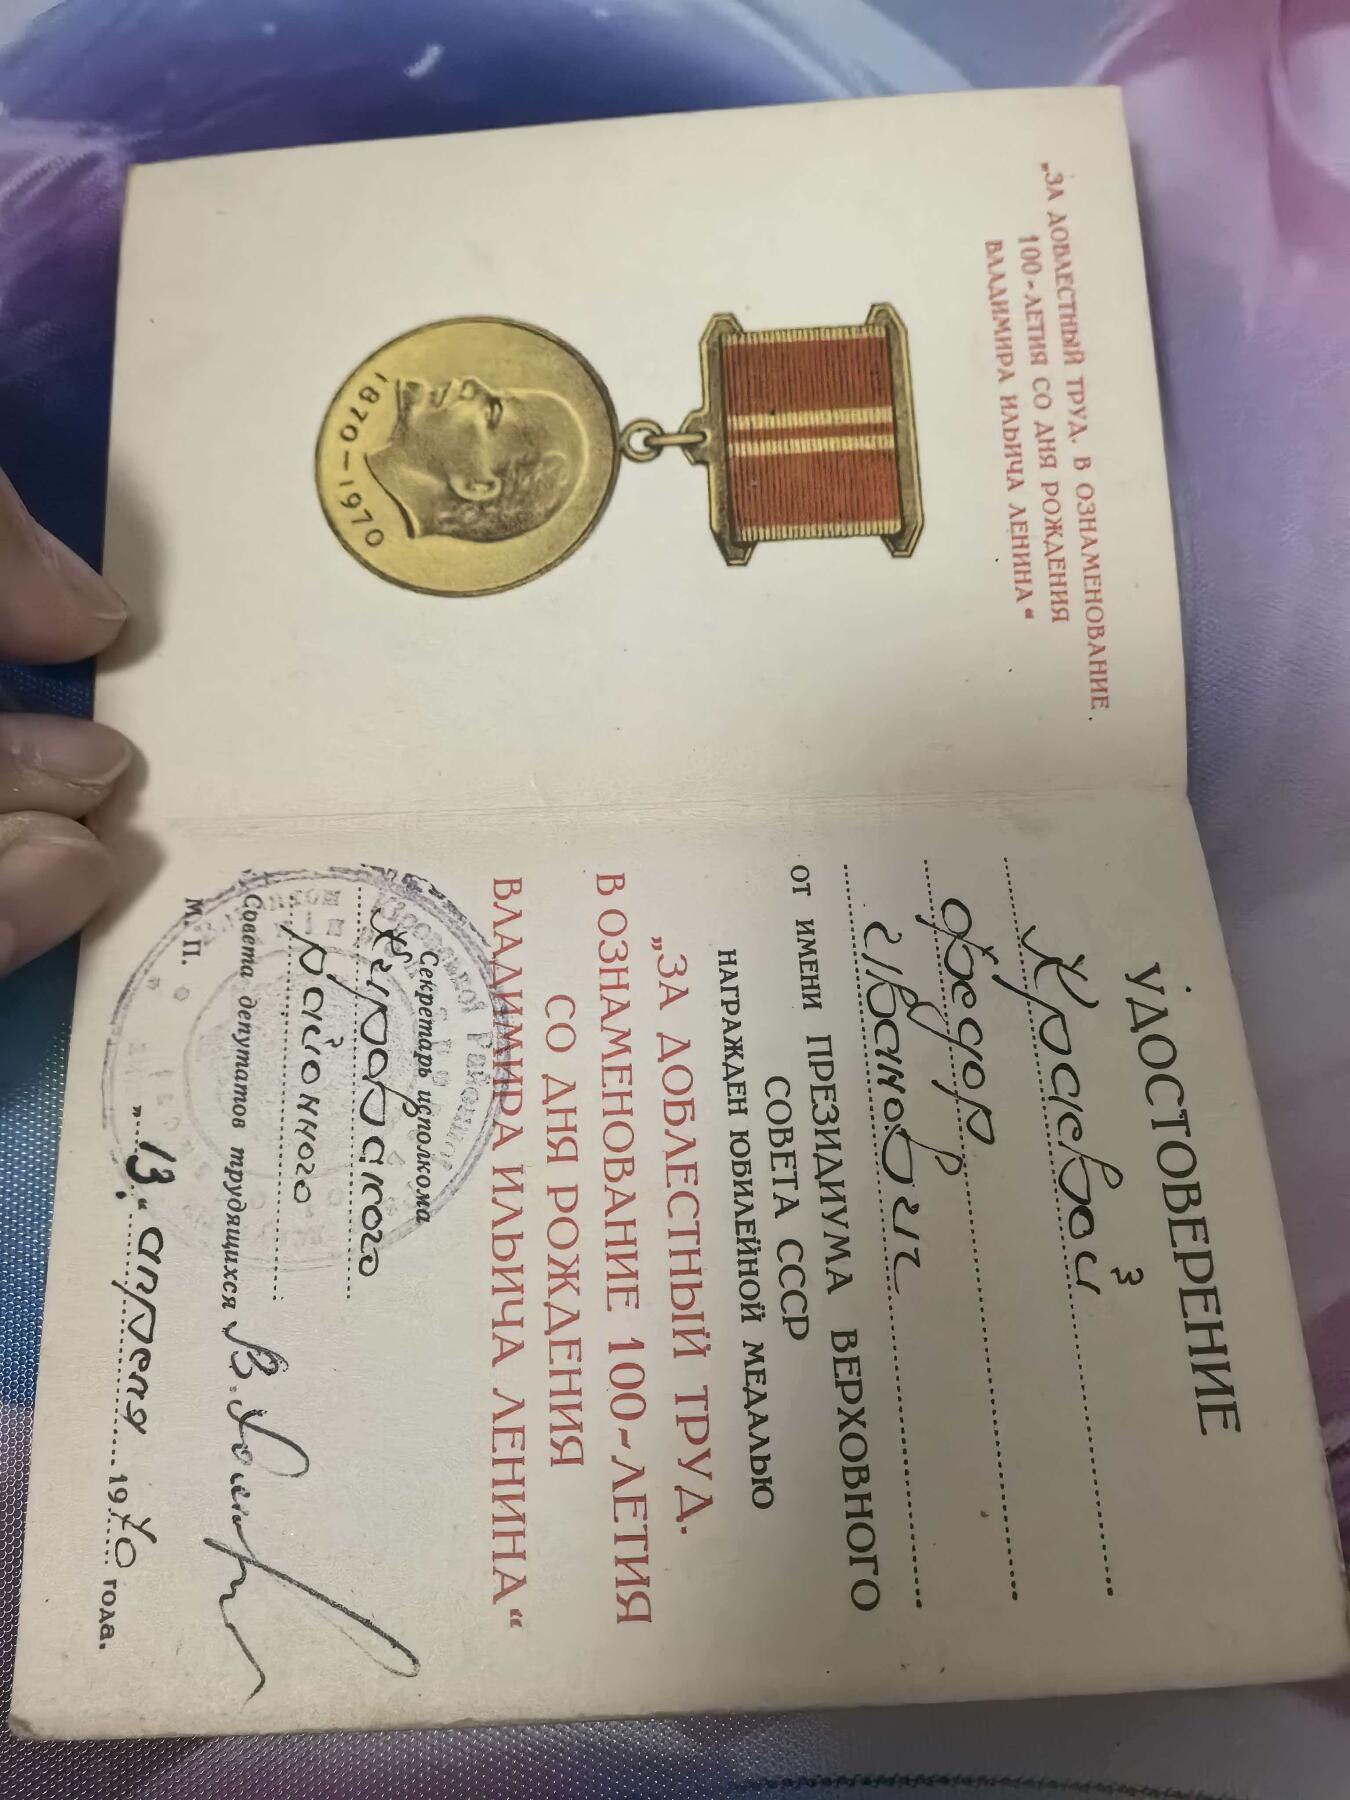 „ЗА ДОБЛЕСТНЫЙ ТРУД. В ОЗНАМЕНОВАНИЕ
100-ЛЕТИЯ СО ДНЯ РОЖДЕНИЯ
ВЛАДИМИРА ИЛЬИЧА ЛЕНИНА“
1870—1970
УДОСТОВЕРЕНИЕ
Красвой
Федор
Иванович
ОТ ИМЕНИ ПРЕЗИДИУМА ВЕРХОВНОГО
СОВЕТА СССР
НАГРАЖДЕН ЮБИЛЕЙНОЙ МЕДАЛЬЮ
„ЗА ДОБЛЕСТНЫЙ ТРУД.
В ОЗНАМЕНОВАНИЕ 100-ЛЕТИЯ
СО ДНЯ РОЖДЕНИЯ
ВЛАДИМИРА ИЛЬИЧА ЛЕНИНА“
Секретарь исполкома
районного
Совета депутатов трудящихся
М. П.
„13.“ апреля 1970 года.